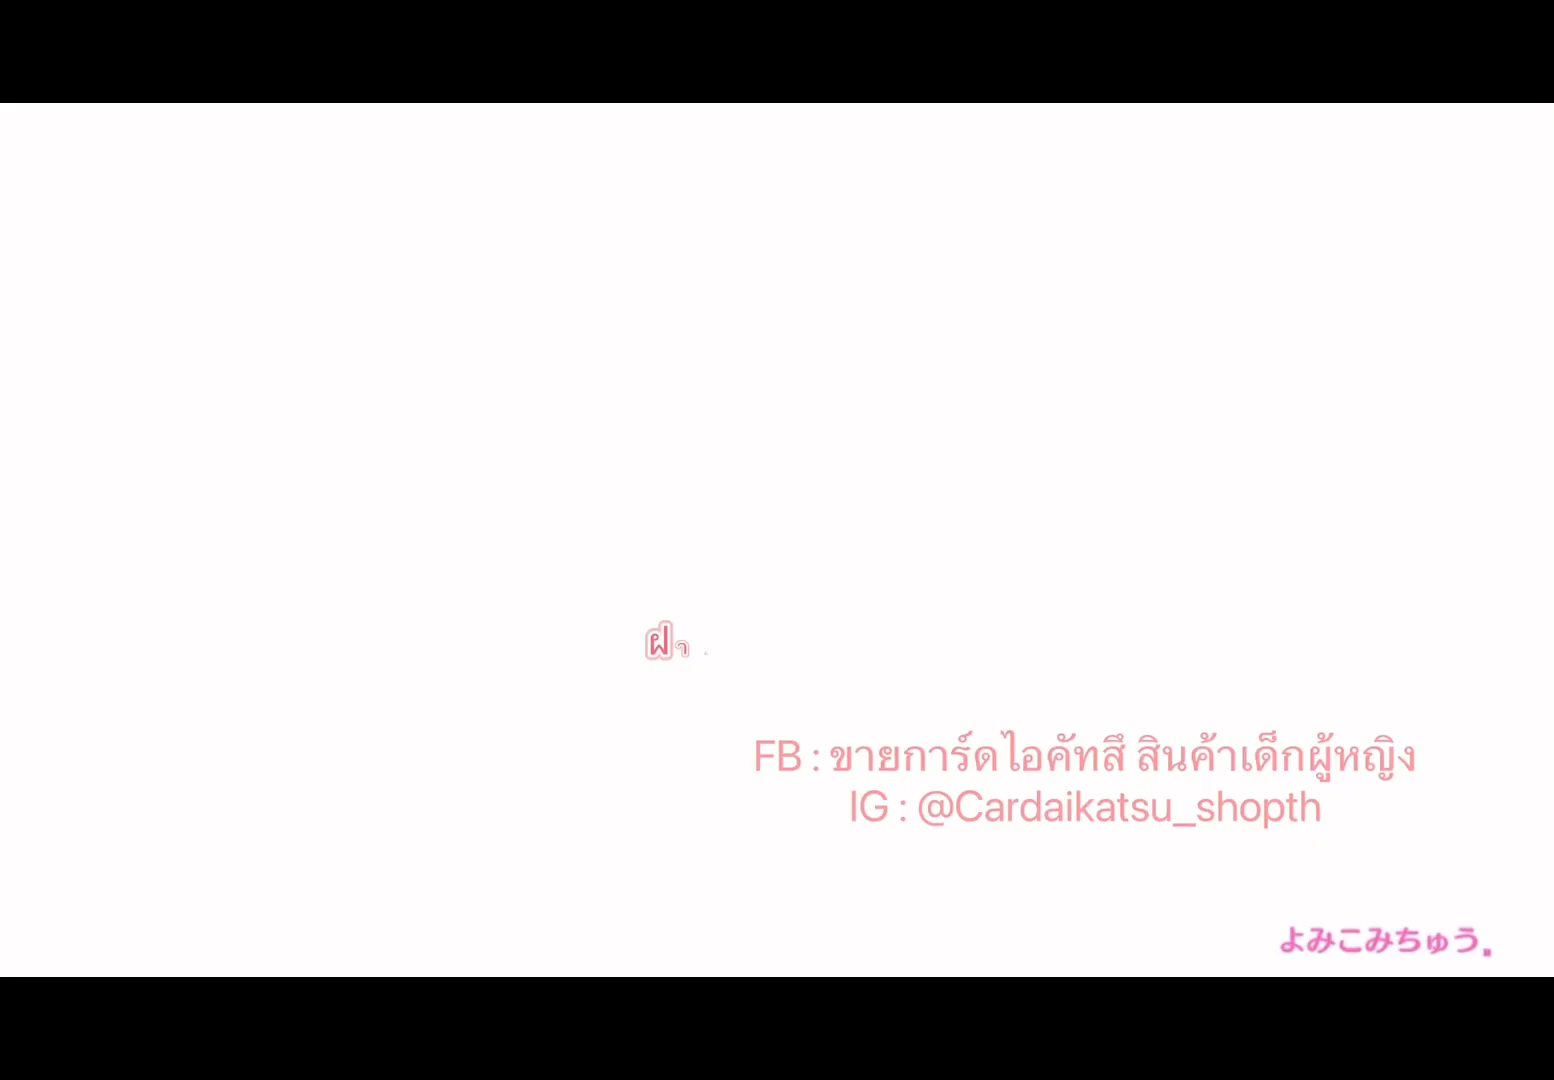 ฝา
FB : ขายการ์ดไอคัทสึ สินค้าเด็กผู้หญิง
IG : @Cardaikatsu_shopth
よみこみちゅう.